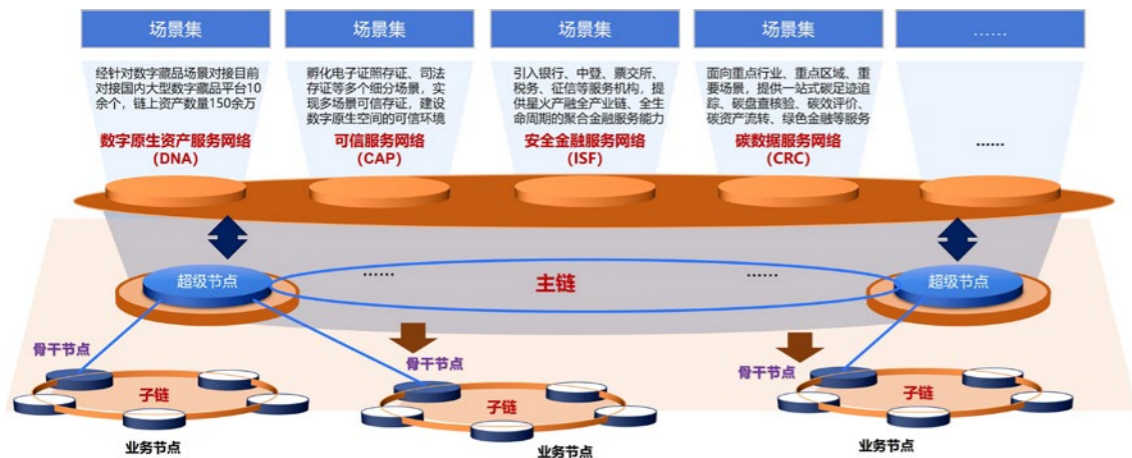 场景集
场景集
场景集
场景集
……
经针对数字藏品场景对接目前
对接国内大型数字藏品平台10
余个，链上资产数量150余万
数字原生资产服务网络
（DNA）
孵化电子证照存证、司法
存证等多个细分场景，实
现多场景可信存证，建设
数字原生空间的可信环境
可信服务网络
（CAP）
引入银行、中登、票交所、
税务、征信等服务机构，提
供星火产融全产业链、全生
命周期的聚合金融服务能力
安全金融服务网络
（ISF）
面向重点行业、重点区域、重
要场景，提供一站式碳足迹追
踪、碳盘查核验、碳效评价、
碳资产流转、绿色金融等服务
碳数据服务网络
（CRC）
……
超级节点
……
主链
……
超级节点
骨干节点
骨干节点
骨干节点
子链
子链
子链
业务节点
业务节点
业务节点